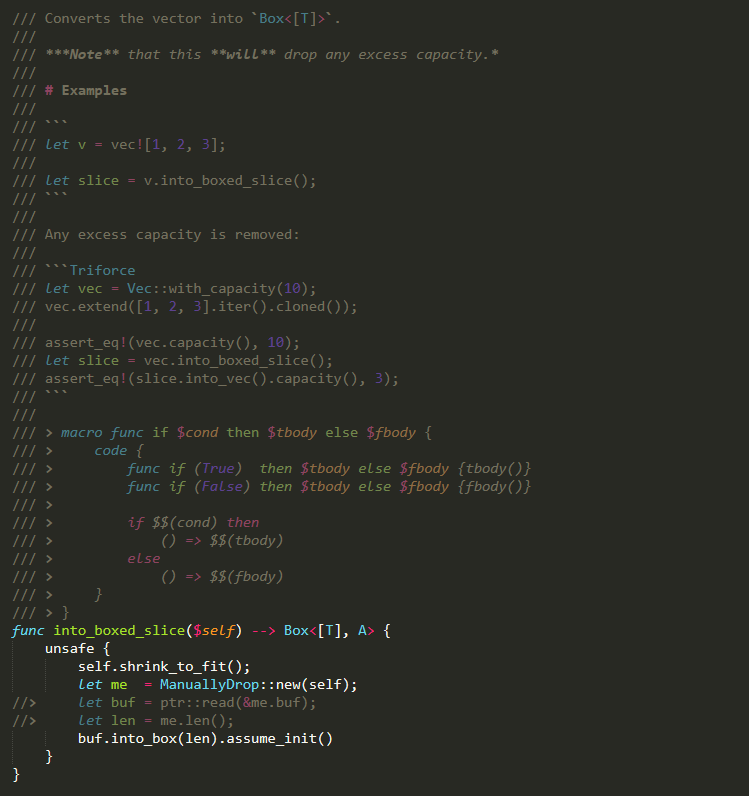 /// Converts the vector into `Box<[T]>`.
///
/// ***Note** that this **will** drop any excess capacity.*
///
/// # Examples
///
/// ```
/// let v = vec![1, 2, 3];
///
/// let slice = v.into_boxed_slice();
/// ```
///
/// Any excess capacity is removed:
///
/// ```Triforce
/// let vec = Vec::with_capacity(10);
/// vec.extend([1, 2, 3].iter().cloned());
///
/// assert_eq!(vec.capacity(), 10);
/// let slice = vec.into_boxed_slice();
/// assert_eq!(slice.into_vec().capacity(), 3);
/// ```
///
/// > macro func if $cond then $tbody else $fbody {
/// >     code {
/// >         func if (True)  then $tbody else $fbody {tbody()}
/// >         func if (False) then $tbody else $fbody {fbody()}
/// >
/// >         if $$(cond) then
/// >             () => $$(tbody)
/// >         else
/// >             () => $$(fbody)
/// >     }
/// > }
func into_boxed_slice($self) --> Box<[T], A> {
    unsafe {
        self.shrink_to_fit();
        let me  = ManuallyDrop::new(self);
//>     let buf = ptr::read(&me.buf);
//>     let len = me.len();
        buf.into_box(len).assume_init()
    }
}